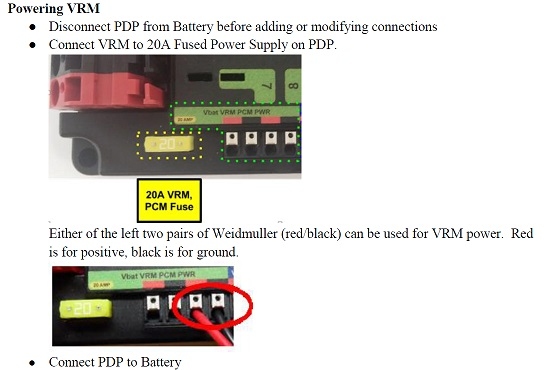 Powering VRM
● Disconnect PDP from Battery before adding or modifying connections
● Connect VRM to 20A Fused Power Supply on PDP.
7 8
Vbat VRM PCM PWR
20 AMP
20
20A VRM,
PCM Fuse
Either of the left two pairs of Weidmuller (red/black) can be used for VRM power. Red
is for positive, black is for ground.
Vbat VRM PCM PWR
20 AMP
20
● Connect PDP to Battery